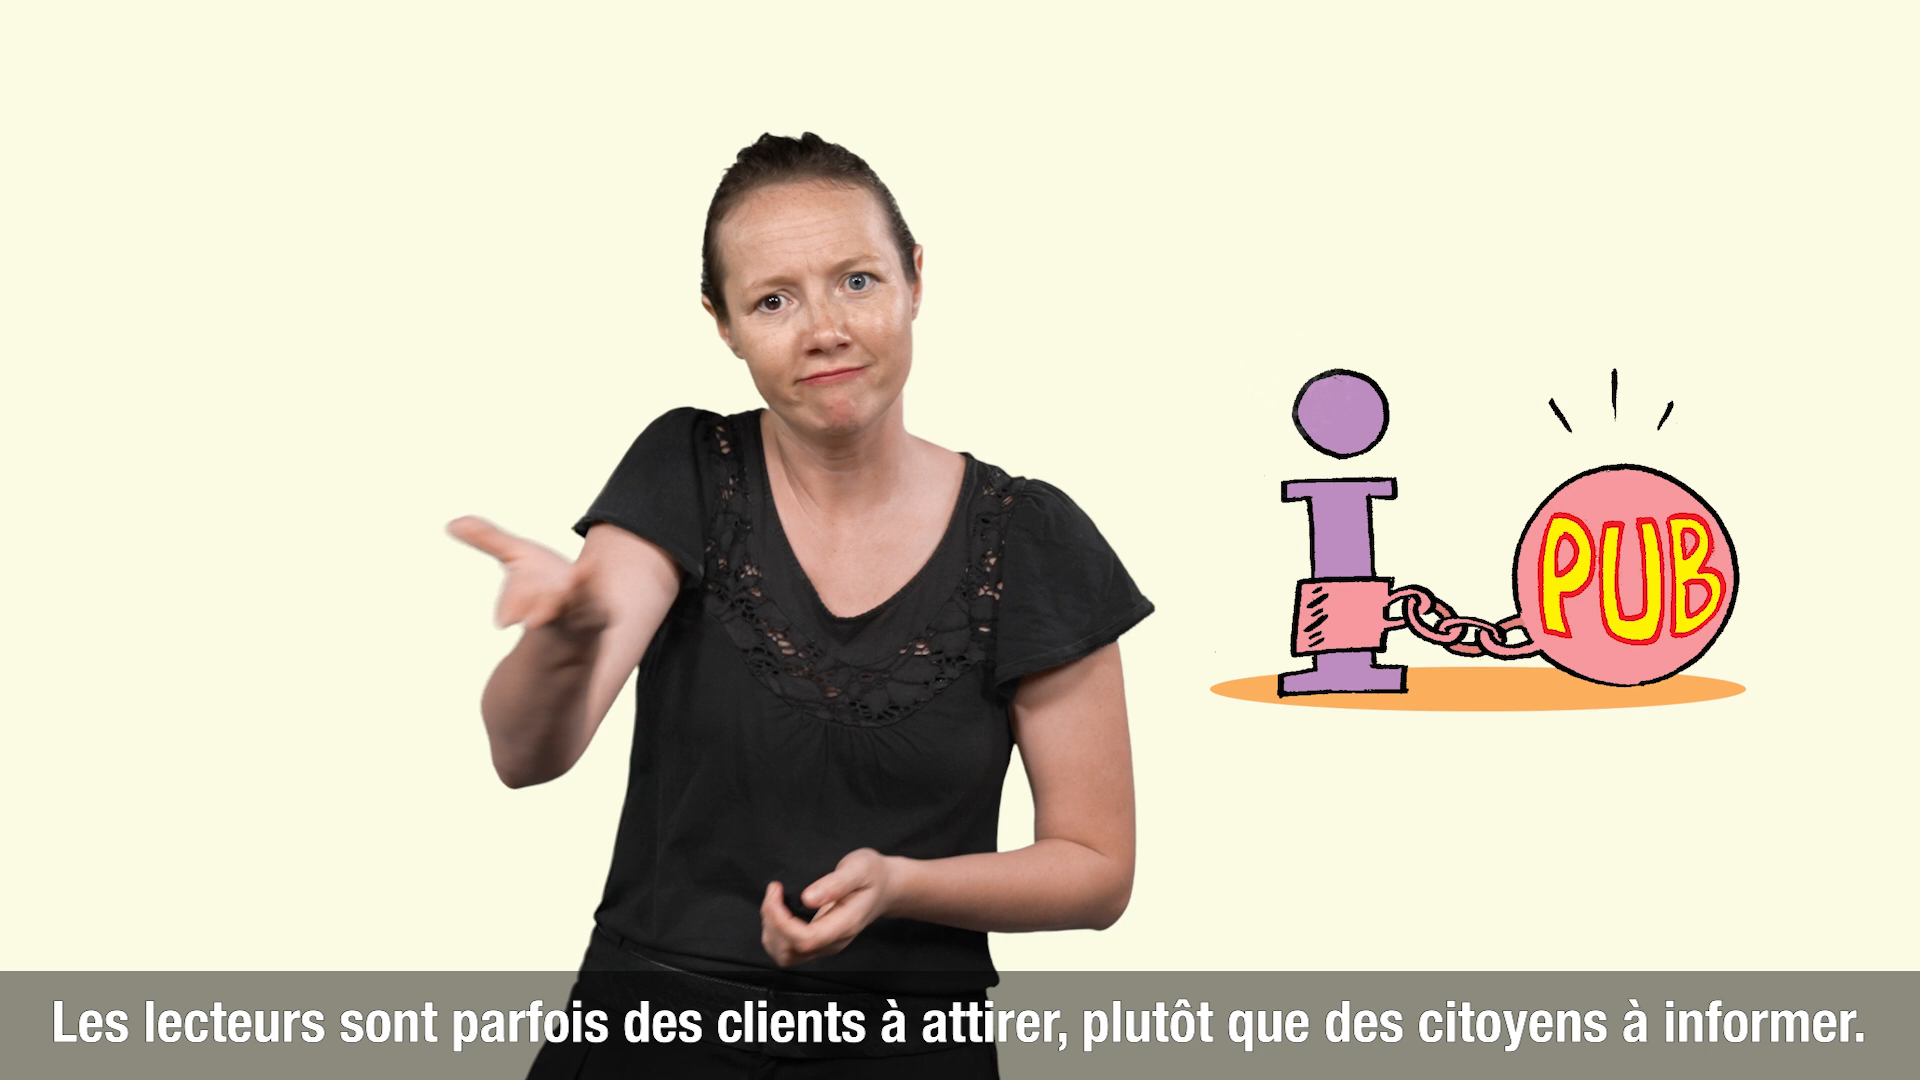 i
PUB
Les lecteurs sont parfois des clients à attirer, plutôt que des citoyens à informer.